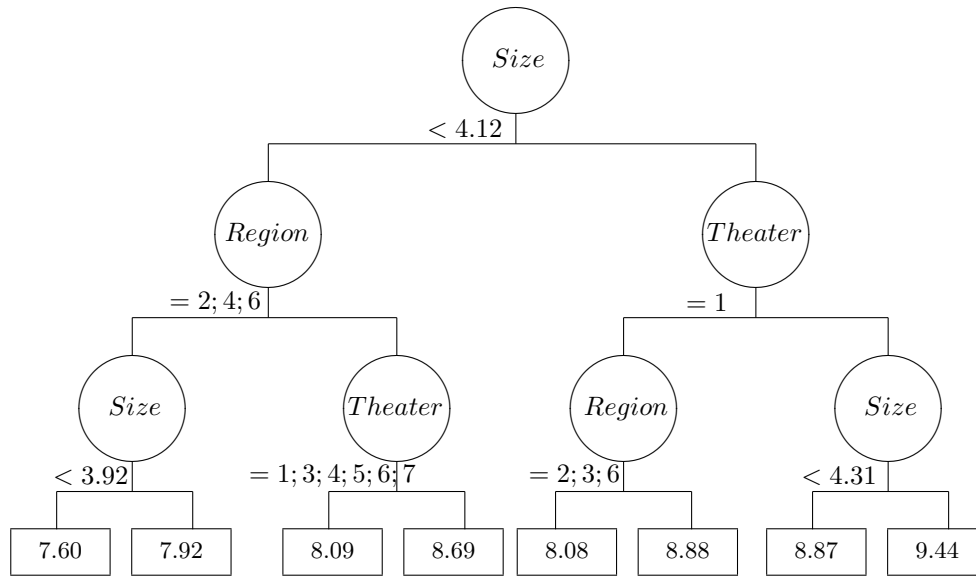 Size
< 4.12
Region Theater
= 2; 4; 6 = 1
Size Theater Region Size
< 3.92 = 1; 3; 4; 5; 6; 7 = 2; 3; 6 < 4.31
7.60 7.92 8.09 8.69 8.08 8.88 8.87 9.44